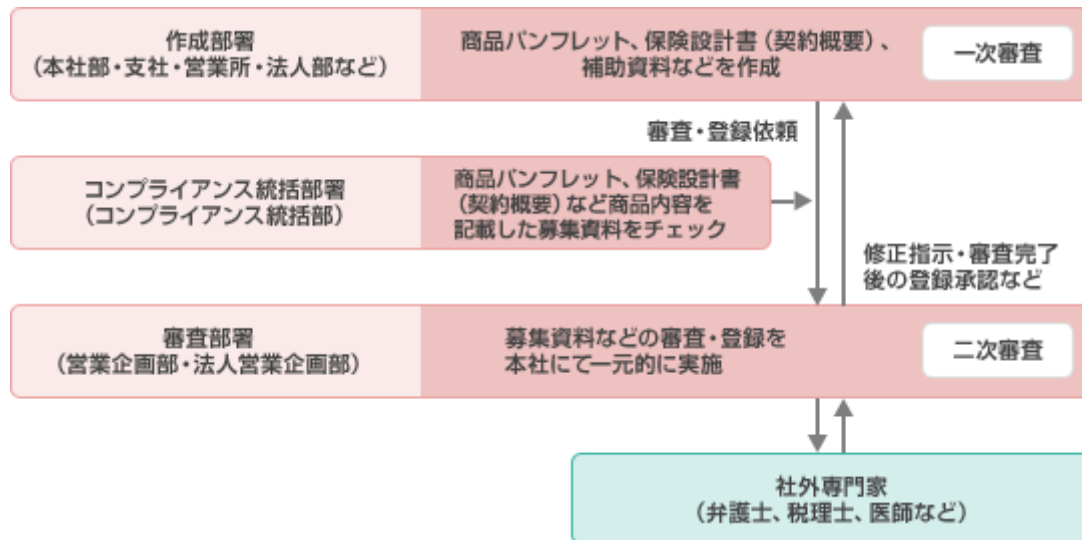 作成部署
（本社部・支社・営業所・法人部など）
商品パンフレット、保険設計書（契約概要）、
補助資料などを作成
一次審査
審査・登録依頼
コンプライアンス統括部署
（コンプライアンス統括部）
商品パンフレット、保険設計書
（契約概要）など商品内容を
記載した募集資料をチェック
修正指示・審査完了
後の登録承認など
審査部署
（営業企画部・法人営業企画部）
募集資料などの審査・登録を
本社にて一元的に実施
二次審査
社外専門家
（弁護士、税理士、医師など）